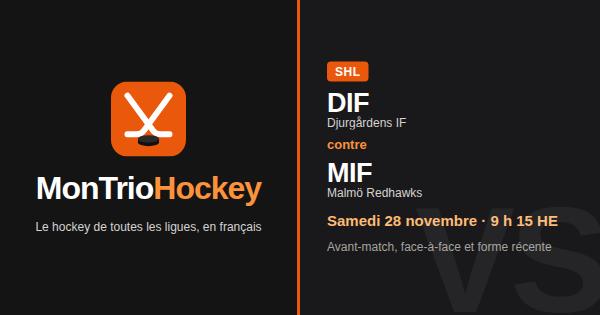 MonTrioHockey
Le hockey de toutes les ligues, en français
SHL
DIF
Djurgårdens IF
contre
MIF
Malmö Redhawks
Samedi 28 novembre · 9 h 15 HE
Avant-match, face-à-face et forme récente
VS